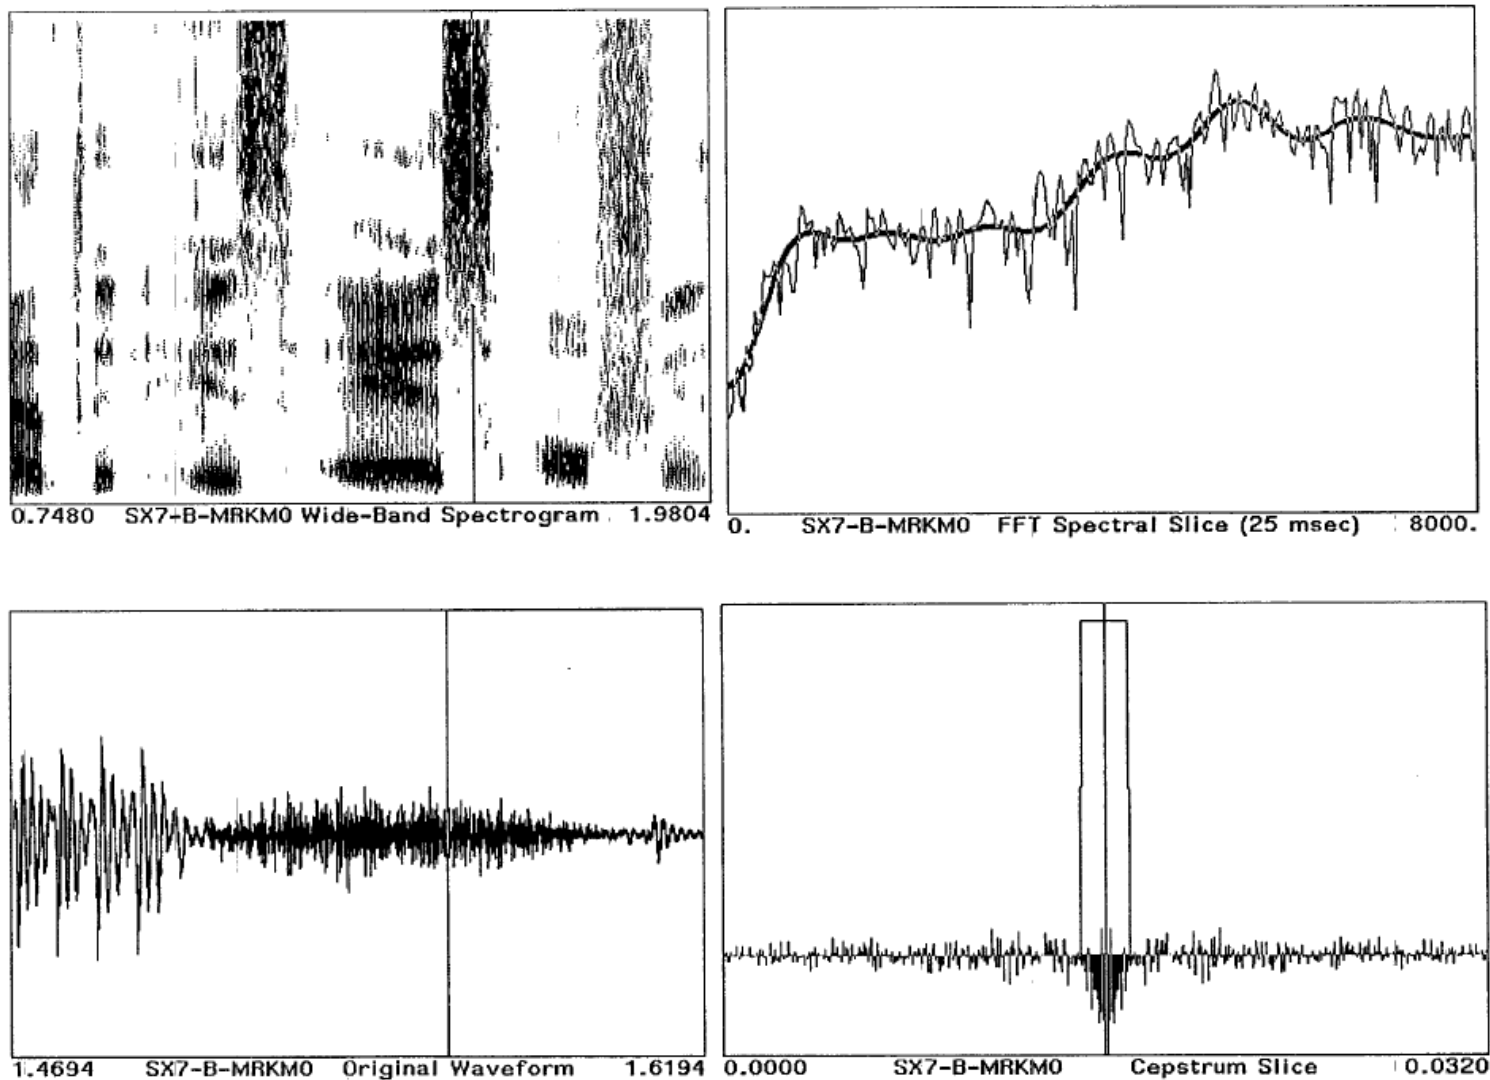 0.7480 SX7-B-MRKM0 Wide-Band Spectrogram 1.9804
0. SX7-B-MRKM0 FFT Spectral Slice (25 msec) 8000.
1.4694 SX7-B-MRKM0 Original Waveform 1.6194
0.0000 SX7-B-MRKM0 Cepstrum Slice 0.0320